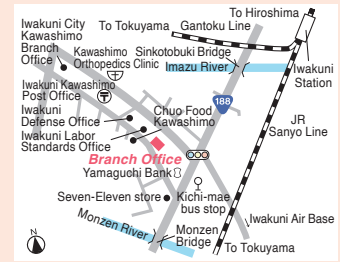 To Hiroshima
Iwakuni City
Kawashimo
Branch
Office
To Tokuyama
Gantoku Line
Kawashimo
Orthopedics Clinic
Sinkotobuki Bridge
Imazu River
Iwakuni
Station
Iwakuni Kawashimo
Post Office
188
Iwakuni
Defense Office
Chuo Food
Kawashimo
JR
Sanyo Line
Iwakuni Labor
Standards Office
Branch Office
Yamaguchi Bank
Seven-Eleven store
Kichi-mae
bus stop
Iwakuni Air Base
Monzen River
Monzen
Bridge
To Tokuyama
N